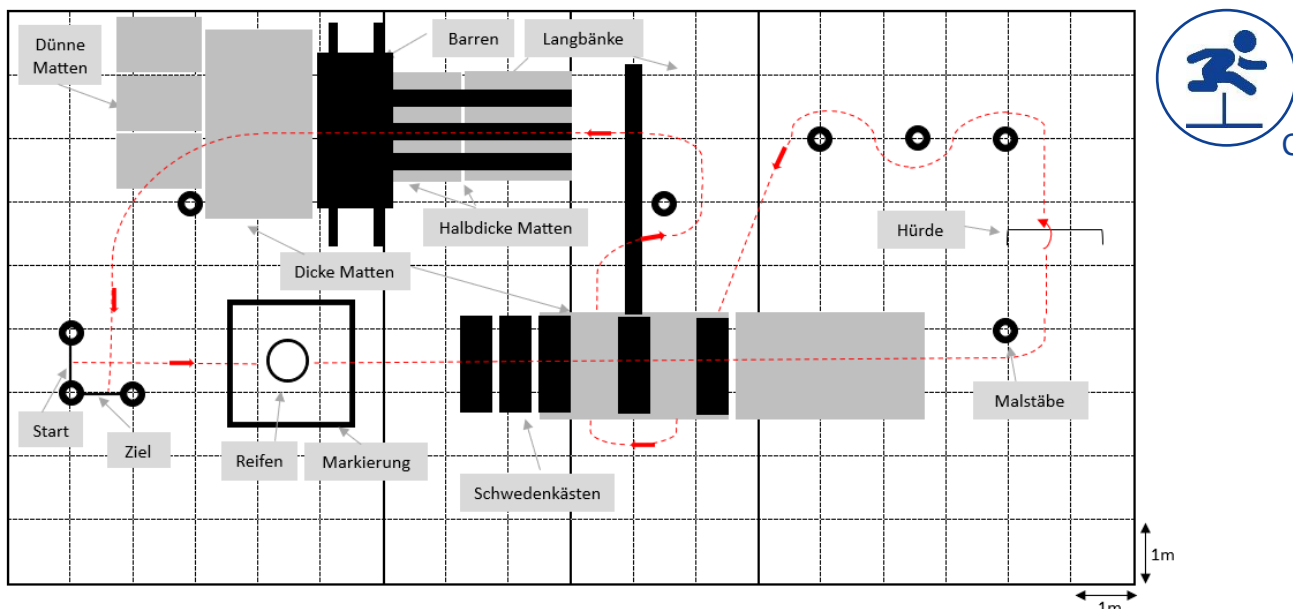 Dünne
Matten
Barren
Langbänke
Halbdicke Matten
Hürde
Dicke Matten
Start
Ziel
Reifen
Markierung
Schwedenkästen
Malstäbe
1m
1m